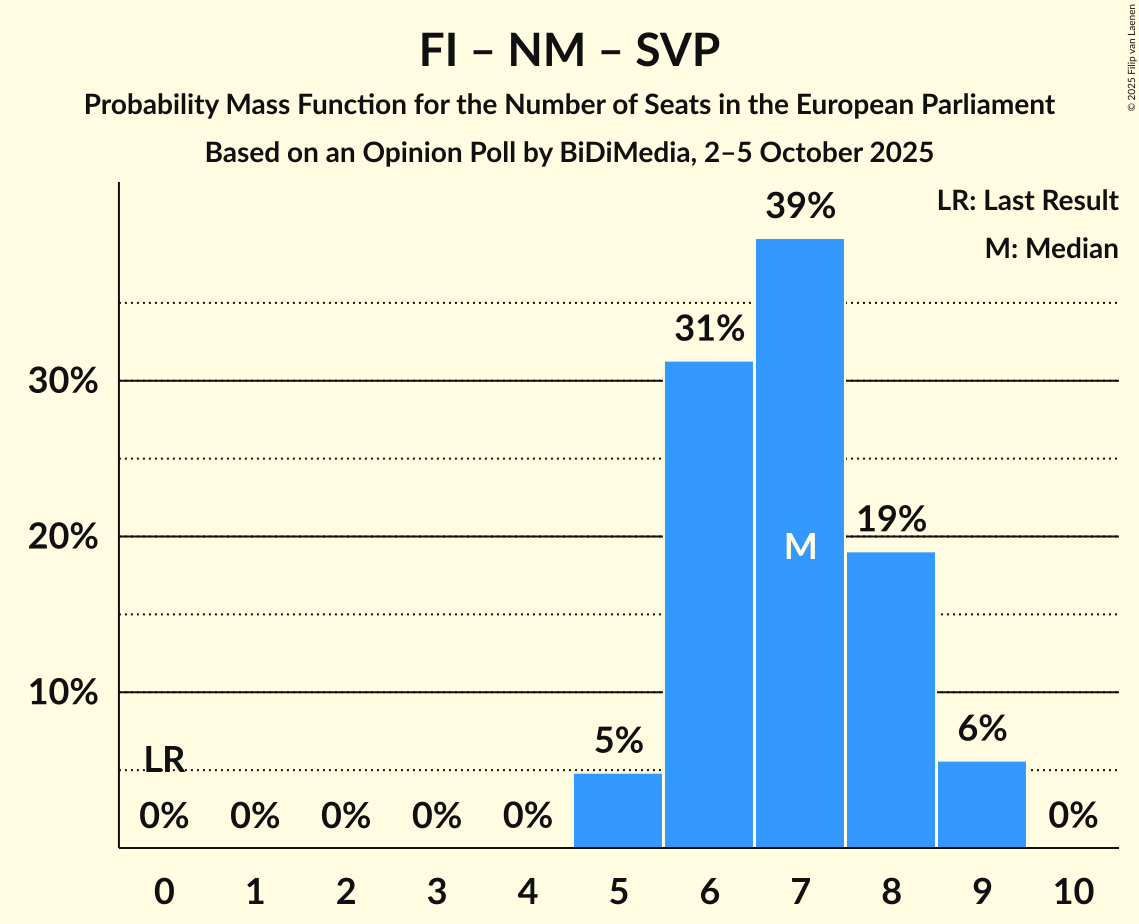 FI – NM – SVP
Probability Mass Function for the Number of Seats in the European Parliament
Based on an Opinion Poll by BiDiMedia, 2–5 October 2025
© 2025 Filip van Laenen
LR: Last Result
M: Median
39%
31%
30%
20%
19%
M
10%
5%
6%
LR
0%
0%
0%
0%
0%
0%
0 1 2 3 4 5 6 7 8 9 10